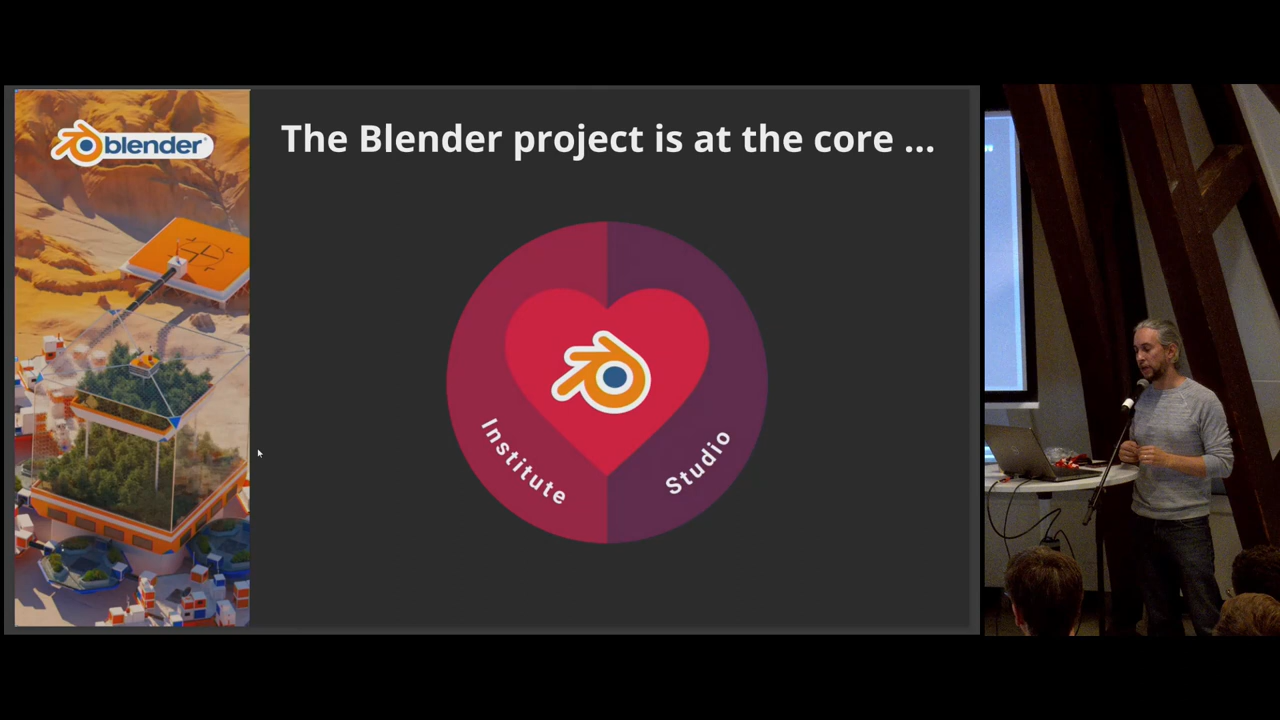 blender
The Blender project is at the core ...
Institute
Studio